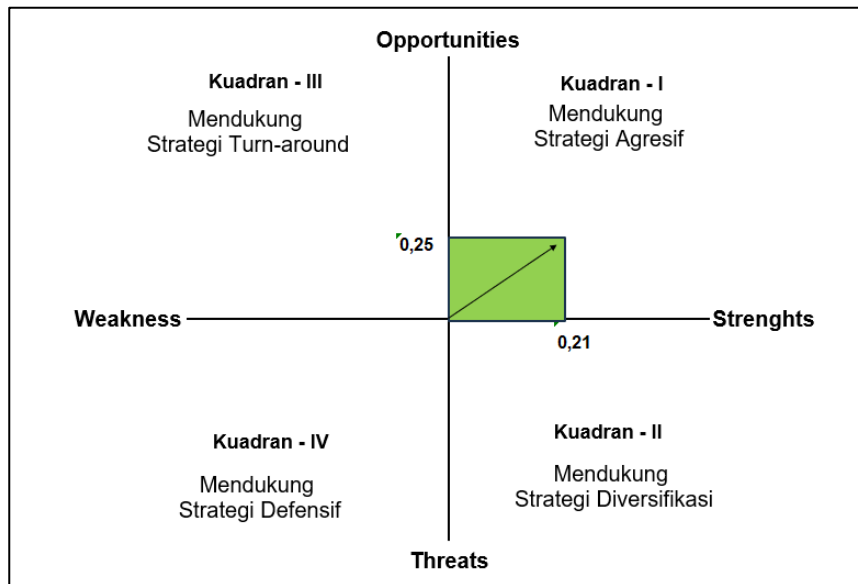 Opportunities
Kuadran - III
Mendukung
Strategi Turn-around
Kuadran - I
Mendukung
Strategi Agresif
0,25
Weakness
Strenghts
0,21
Kuadran - IV
Mendukung
Strategi Defensif
Kuadran - II
Mendukung
Strategi Diversifikasi
Threats